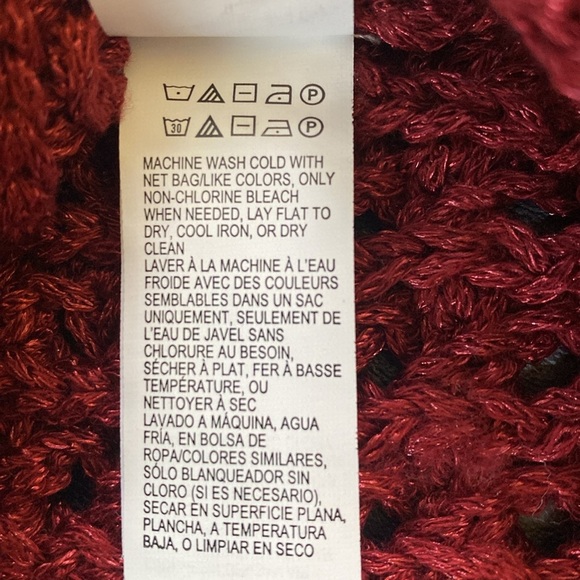 P
30 P
MACHINE WASH COLD WITH
NET BAG/LIKE COLORS, ONLY
NON-CHLORINE BLEACH
WHEN NEEDED, LAY FLAT TO
DRY, COOL IRON, OR DRY
CLEAN
LAVER À LA MACHINE À L'EAU
FROIDE AVEC DES COULEURS
SEMBLABLES DANS UN SAC
UNIQUEMENT, SEULEMENT DE
L'EAU DE JAVEL SANS
CHLORURE AU BESOIN,
SÉCHER À PLAT, FER À BASSE
TEMPÉRATURE, OU
NETTOYER À SEC
LAVADO A MÁQUINA, AGUA
FRÍA, EN BOLSA DE
ROPA/COLORES SIMILARES,
SÓLO BLANQUEADOR SIN
CLORO (SI ES NECESARIO),
SECAR EN SUPERFICIE PLANA,
PLANCHA, A TEMPERATURA
BAJA, O LIMPIAR EN SECO